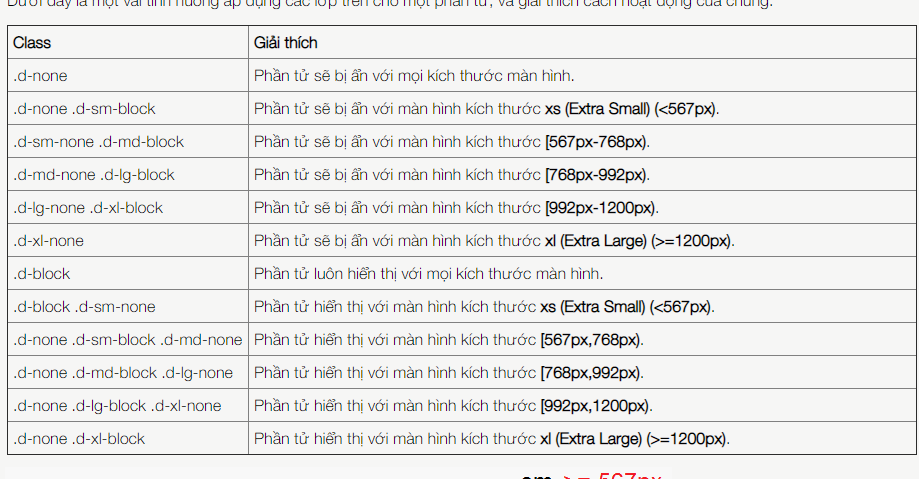 Dưới đây là một vài tình huống áp dụng các lớp trên cho một phần tử, và giải thích cách hoạt động của chúng.
Class Giải thích
.d-none Phần tử sẽ bị ẩn với mọi kích thước màn hình.
.d-none .d-sm-block Phần tử sẽ bị ẩn với màn hình kích thước xs (Extra Small) (<567px).
.d-sm-none .d-md-block Phần tử sẽ bị ẩn với màn hình kích thước [567px-768px).
.d-md-none .d-lg-block Phần tử sẽ bị ẩn với màn hình kích thước [768px-992px).
.d-lg-none .d-xl-block Phần tử sẽ bị ẩn với màn hình kích thước [992px-1200px).
.d-xl-none Phần tử sẽ bị ẩn với màn hình kích thước xl (Extra Large) (>=1200px).
.d-block Phần tử luôn hiển thị với mọi kích thước màn hình.
.d-block .d-sm-none Phần tử hiển thị với màn hình kích thước xs (Extra Small) (<567px).
.d-none .d-sm-block .d-md-none Phần tử hiển thị với màn hình kích thước [567px,768px).
.d-none .d-md-block .d-lg-none Phần tử hiển thị với màn hình kích thước [768px,992px).
.d-none .d-lg-block .d-xl-none Phần tử hiển thị với màn hình kích thước [992px,1200px).
.d-none .d-xl-block Phần tử hiển thị với màn hình kích thước xl (Extra Large) (>=1200px).
sm >= 567px